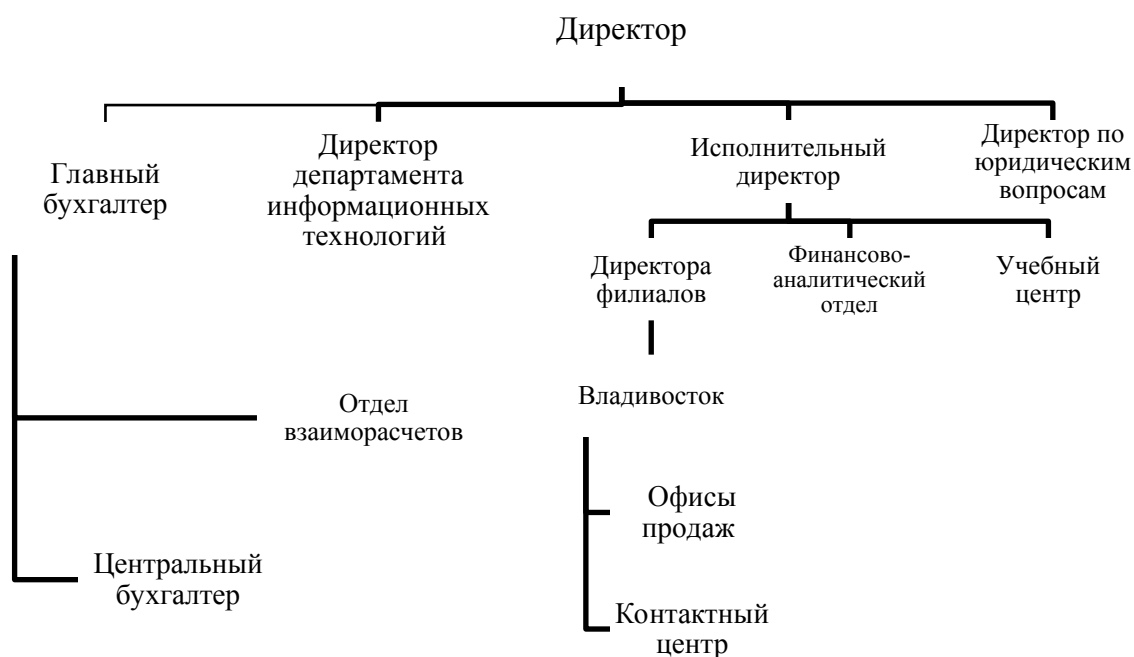 Директор
Главный
бухгалтер
Директор
департамента
информационных
технологий
Исполнительный
директор
Директор по
юридическим
вопросам
Директора
филиалов
Финансово-
аналитический
отдел
Учебный
центр
Отдел
взаиморасчетов
Центральный
бухгалтер
Владивосток
Офисы
продаж
Контактный
центр